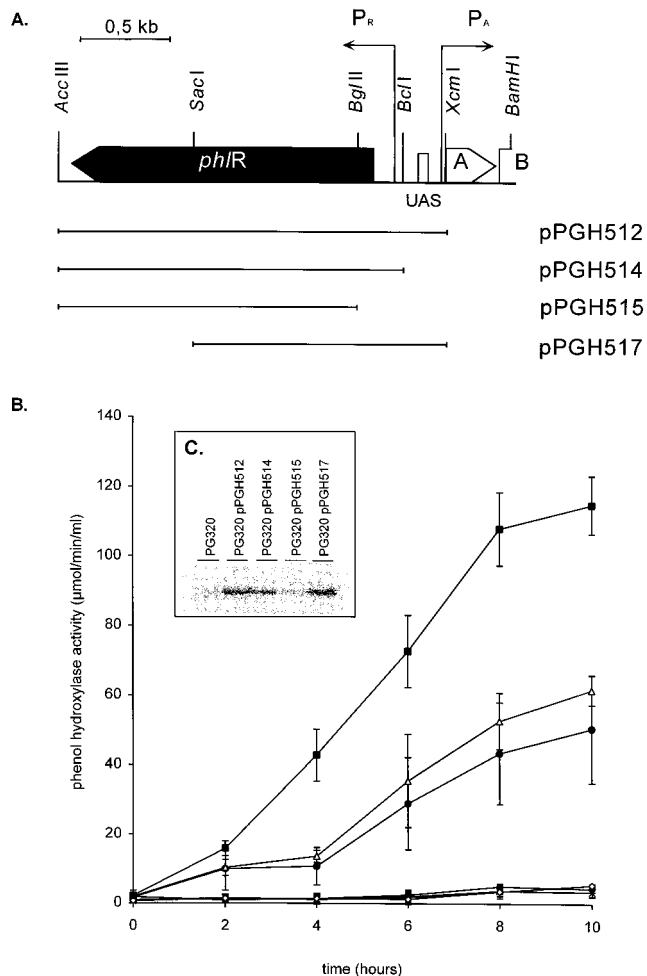 A.
0,5 kb
PR
PA
AccIII
SacI
BglII
BclI
XcmI
BamHI
phlR
A
B
UAS
pPGH512
pPGH514
pPGH515
pPGH517
B.
140
120
100
80
60
40
20
0
phenol hydroxylase activity (µmol/min/ml)
C.
PG320
PG320 pPGH512
PG320 pPGH514
PG320 pPGH515
PG320 pPGH517
0
2
4
6
8
10
time (hours)